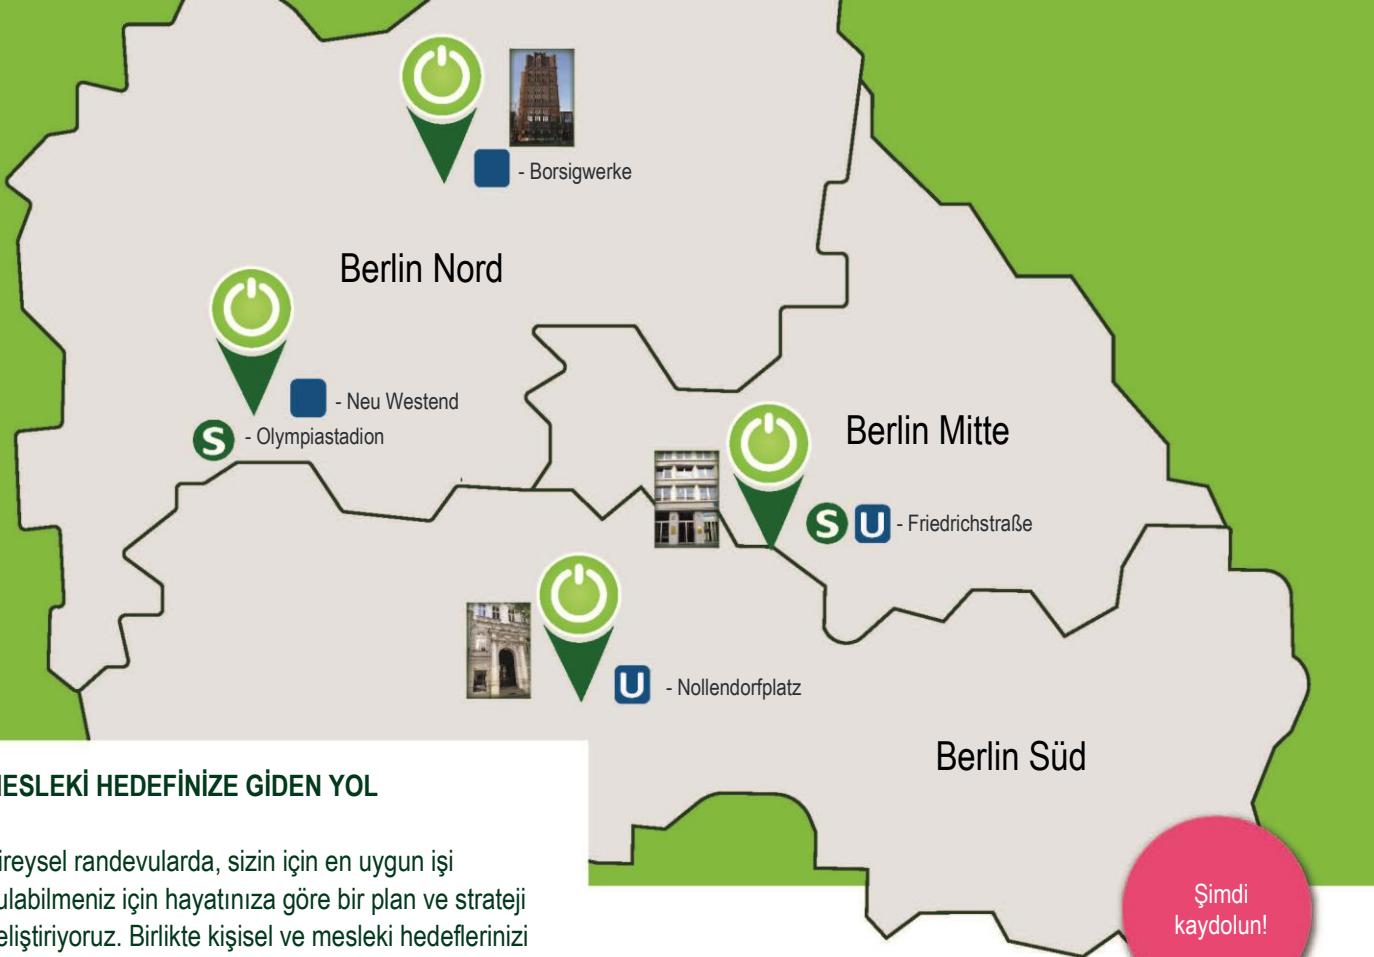 - Borsigwerke
Berlin Nord
- Neu Westend
S - Olympiastadion
Berlin Mitte
S U - Friedrichstraße
U - Nollendorfplatz
Berlin Süd
MESLEKİ HEDEFİNİZE GİDEN YOL
ireysel randevularda, sizin için en uygun işi
ulabilmeniz için hayatınıza göre bir plan ve strateji
eliştiriyoruz. Birlikte kişisel ve mesleki hedeflerinizi
Şimdi
kaydolun!